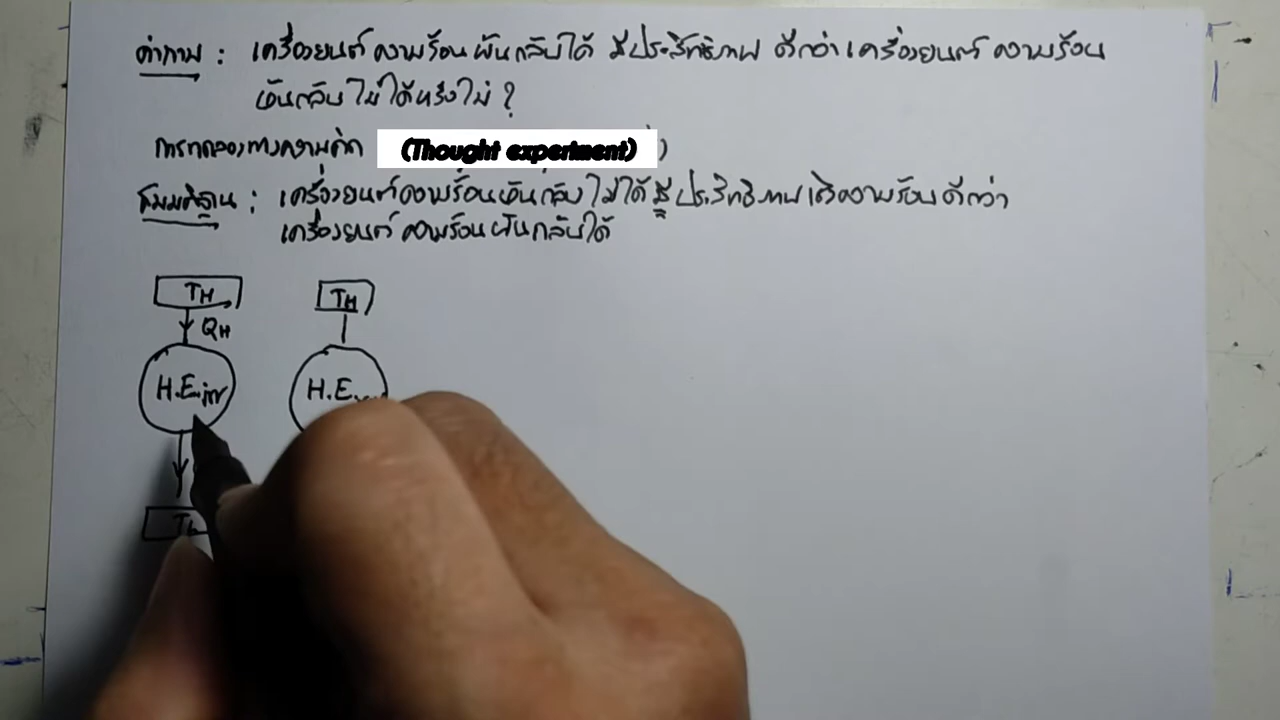 คำถาม : เครื่องยนต์ความร้อนผันกลับได้ มีประสิทธิภาพ ดีกว่าเครื่องยนต์ความร้อน
ผันกลับไม่ได้หรือไม่ ?
การทดลองทางความคิด (Thought experiment) )
สมมติฐาน : เครื่องยนต์ความร้อนผันกลับไม่ได้มีประสิทธิภาพเชิงความร้อนดีกว่า
เครื่องยนต์ความร้อนผันกลับได้
TH TH
QH
H.E.irr H.E.
TL